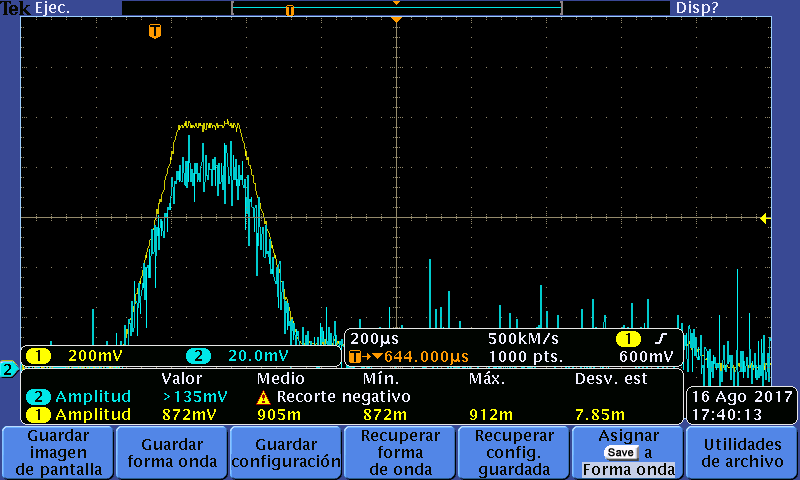 Tek Ejec. T Disp?
T
1 200mV 2 20.0mV
200µs 500kM/s 1
T→▼644.000µs 1000 pts. 600mV
2
Valor Medio Mín. Máx. Desv. est
2 Amplitud >135mV Recorte negativo
1 Amplitud 872mV 905m 872m 912m 7.85m
16 Ago 2017
17:40:13
Guardar
imagen
de pantalla
Guardar
forma onda
Guardar
configuración
Recuperar
forma
de onda
Recuperar
config.
guardada
Asignar
Save a
Forma onda
Utilidades
de archivo